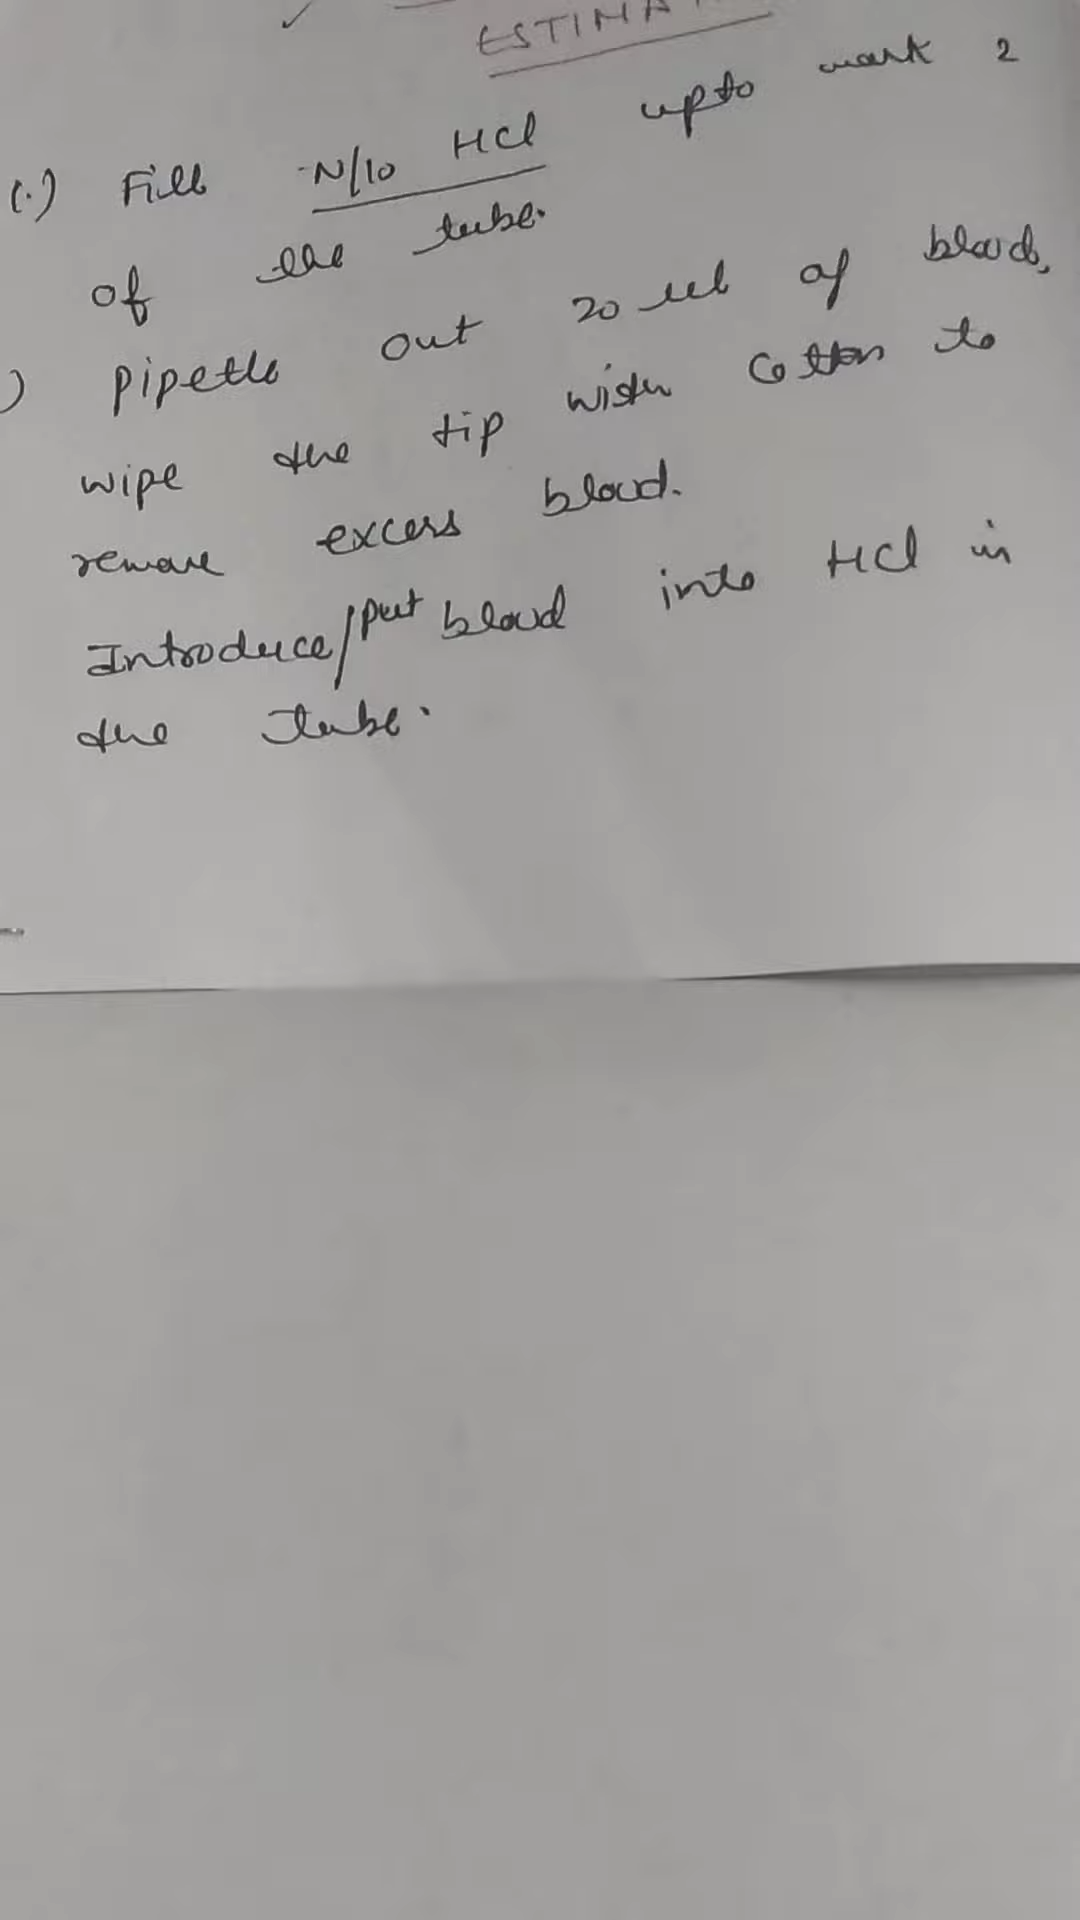 ESTIMA
(.) Fill N/10 HCl upto mark 2
of the tube.
) pipette out 20 ul of blood,
wipe the tip with cotton to
remove excess blood.
Introduce/put blood into HCl in
the tube.